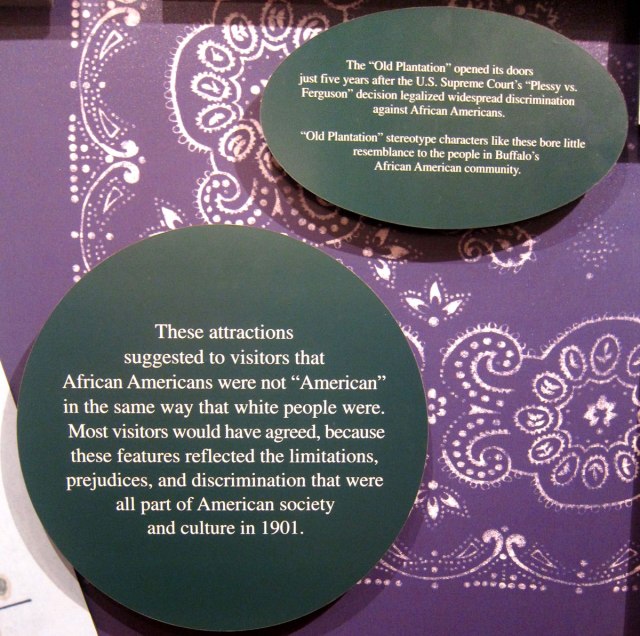 The “Old Plantation” opened its doors
just five years after the U.S. Supreme Court's “Plessy vs.
Ferguson” decision legalized widespread discrimination
against African Americans.
“Old Plantation” stereotype characters like these bore little
resemblance to the people in Buffalo's
African American community.
These attractions
suggested to visitors that
African Americans were not “American”
in the same way that white people were.
Most visitors would have agreed, because
these features reflected the limitations,
prejudices, and discrimination that were
all part of American society
and culture in 1901.